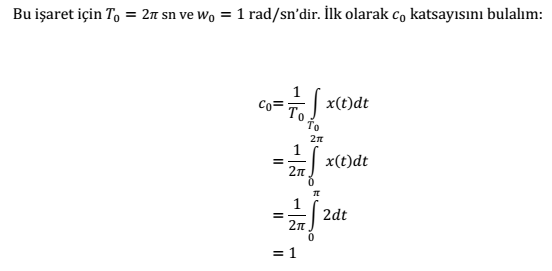 Bu işaret için T₀ = 2π sn ve w₀ = 1 rad/sn’dir. İlk olarak c₀ katsayısını bulalım:
c₀= 1/T₀ ∫_T₀ x(t)dt
= 1/2π ∫_0^2π x(t)dt
= 1/2π ∫_0^π 2dt
= 1